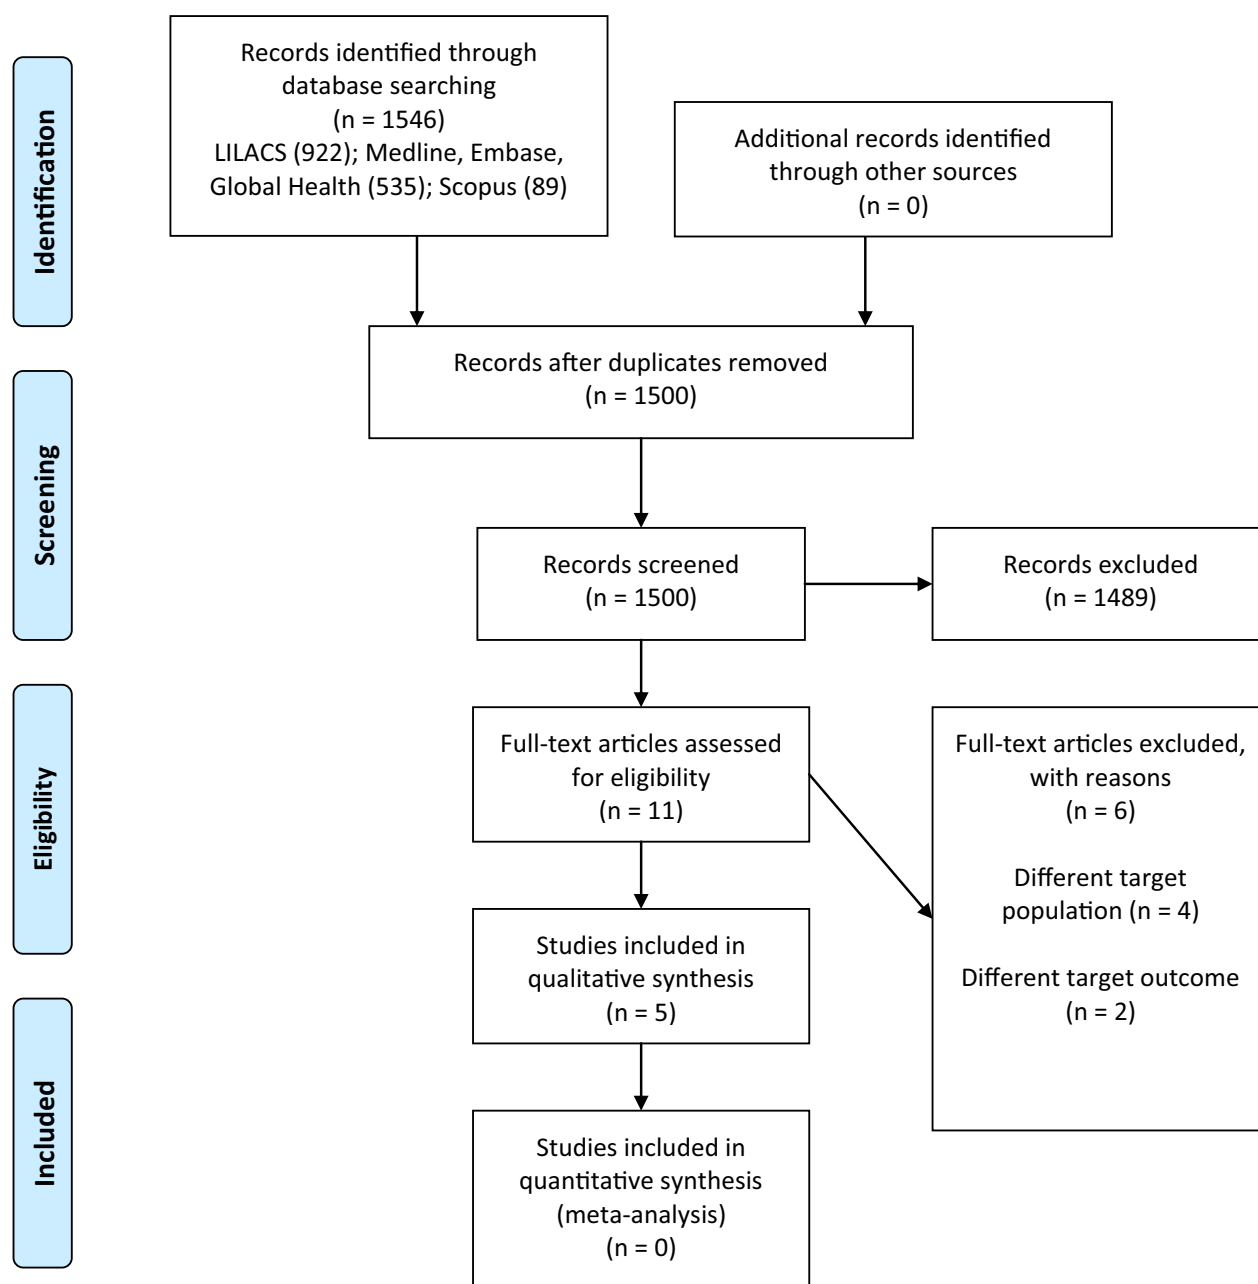 Identification
Records identified through
database searching
(n = 1546)
LILACS (922); Medline, Embase,
Global Health (535); Scopus (89)
Additional records identified
through other sources
(n = 0)
Records after duplicates removed
(n = 1500)
Screening
Records screened
(n = 1500)
Records excluded
(n = 1489)
Eligibility
Full-text articles assessed
for eligibility
(n = 11)
Full-text articles excluded,
with reasons
(n = 6)
Different target
population (n = 4)
Different target outcome
(n = 2)
Studies included in
qualitative synthesis
(n = 5)
Included
Studies included in
quantitative synthesis
(meta-analysis)
(n = 0)